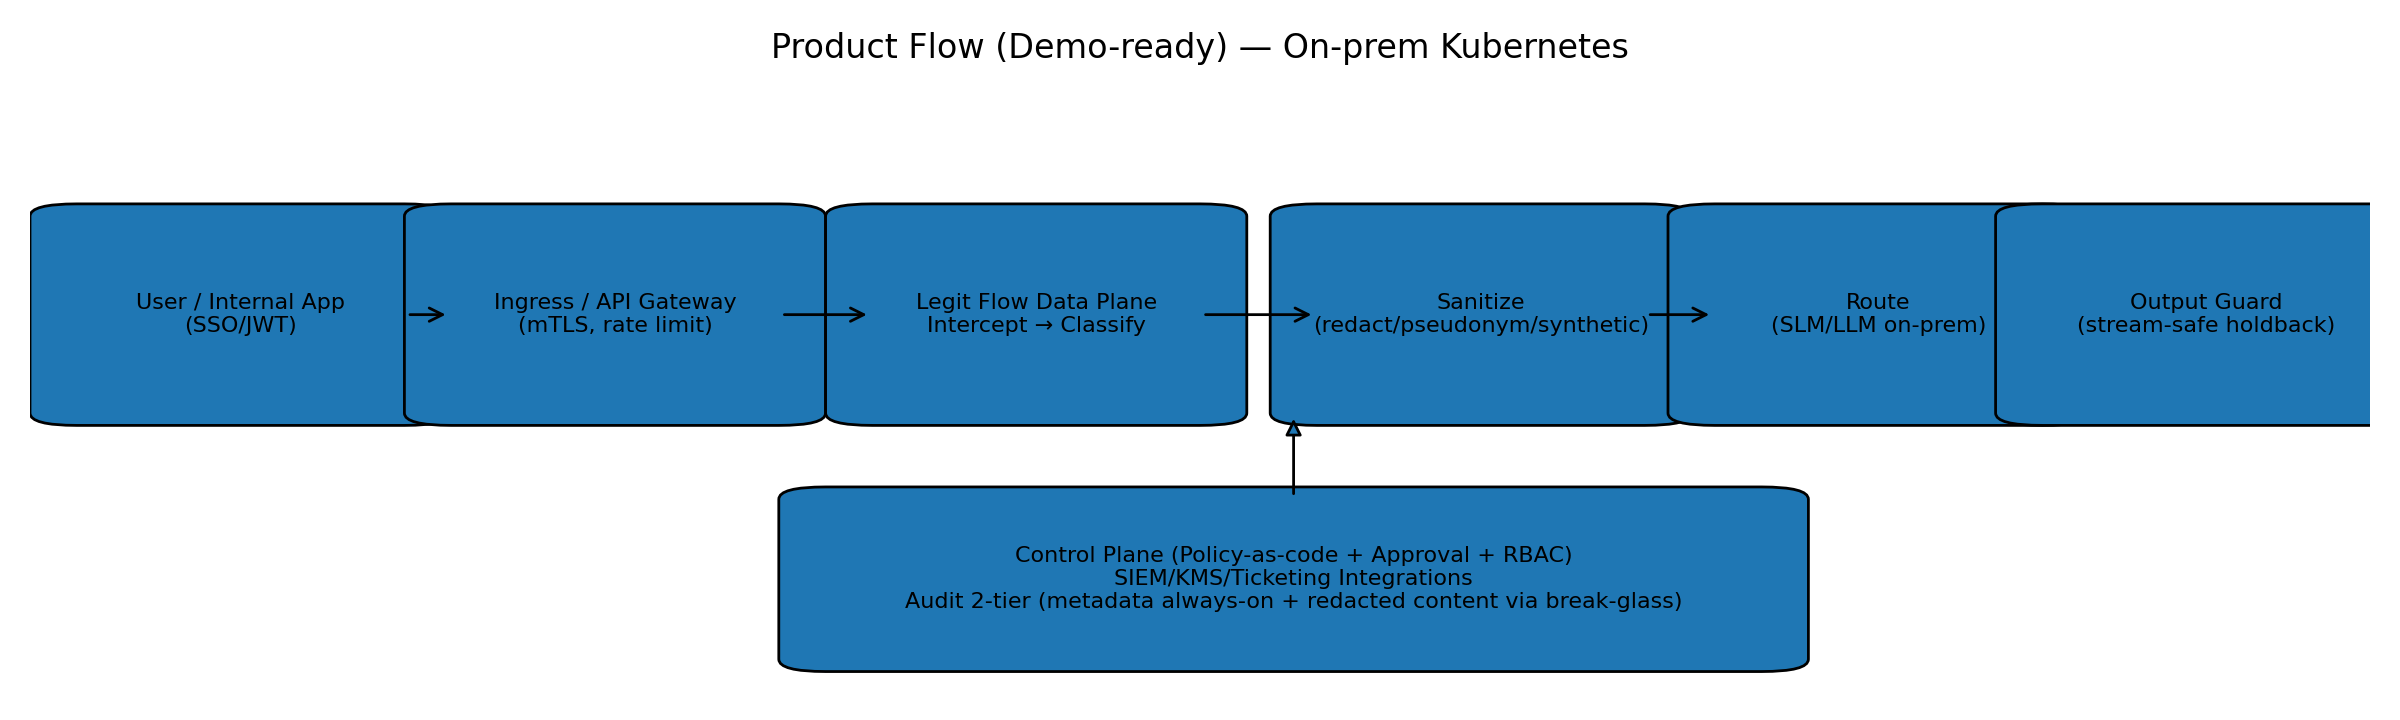 Product Flow (Demo-ready) — On-prem Kubernetes
User / Internal App
(SSO/JWT)
Ingress / API Gateway
(mTLS, rate limit)
Legit Flow Data Plane
Intercept → Classify
Sanitize
(redact/pseudonym/synthetic)
Route
(SLM/LLM on-prem)
Output Guard
(stream-safe holdback)
Control Plane (Policy-as-code + Approval + RBAC)
SIEM/KMS/Ticketing Integrations
Audit 2-tier (metadata always-on + redacted content via break-glass)